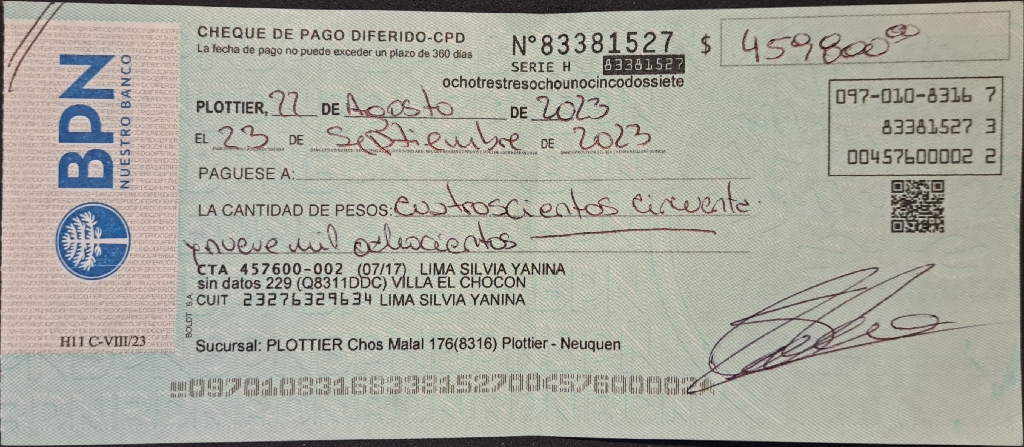 BPN
NUESTRO BANCO
H11 C-VIII/23
CHEQUE DE PAGO DIFERIDO-CPD
La fecha de pago no puede exceder un plazo de 360 días
N°83381527
SERIE H 83381527
ochotrestresochounocincodossiete
$ 459800⁰⁰
097-010-8316 7
83381527 3
00457600002 2
PLOTTIER, 22 DE Agosto DE 2023
EL 23 DE Septiembre DE 2023
PAGUESE A:
LA CANTIDAD DE PESOS: cuatroscientos cincuenta
y nueve mil ochocientos
CTA 457600-002 (07/17) LIMA SILVIA YANINA
sin datos 229 (Q8311DDC) VILLA EL CHOCON
CUIT 23276329634 LIMA SILVIA YANINA
BOLDT S.A.
Sucursal: PLOTTIER Chos Malal 176(8316) Plottier - Neuquen